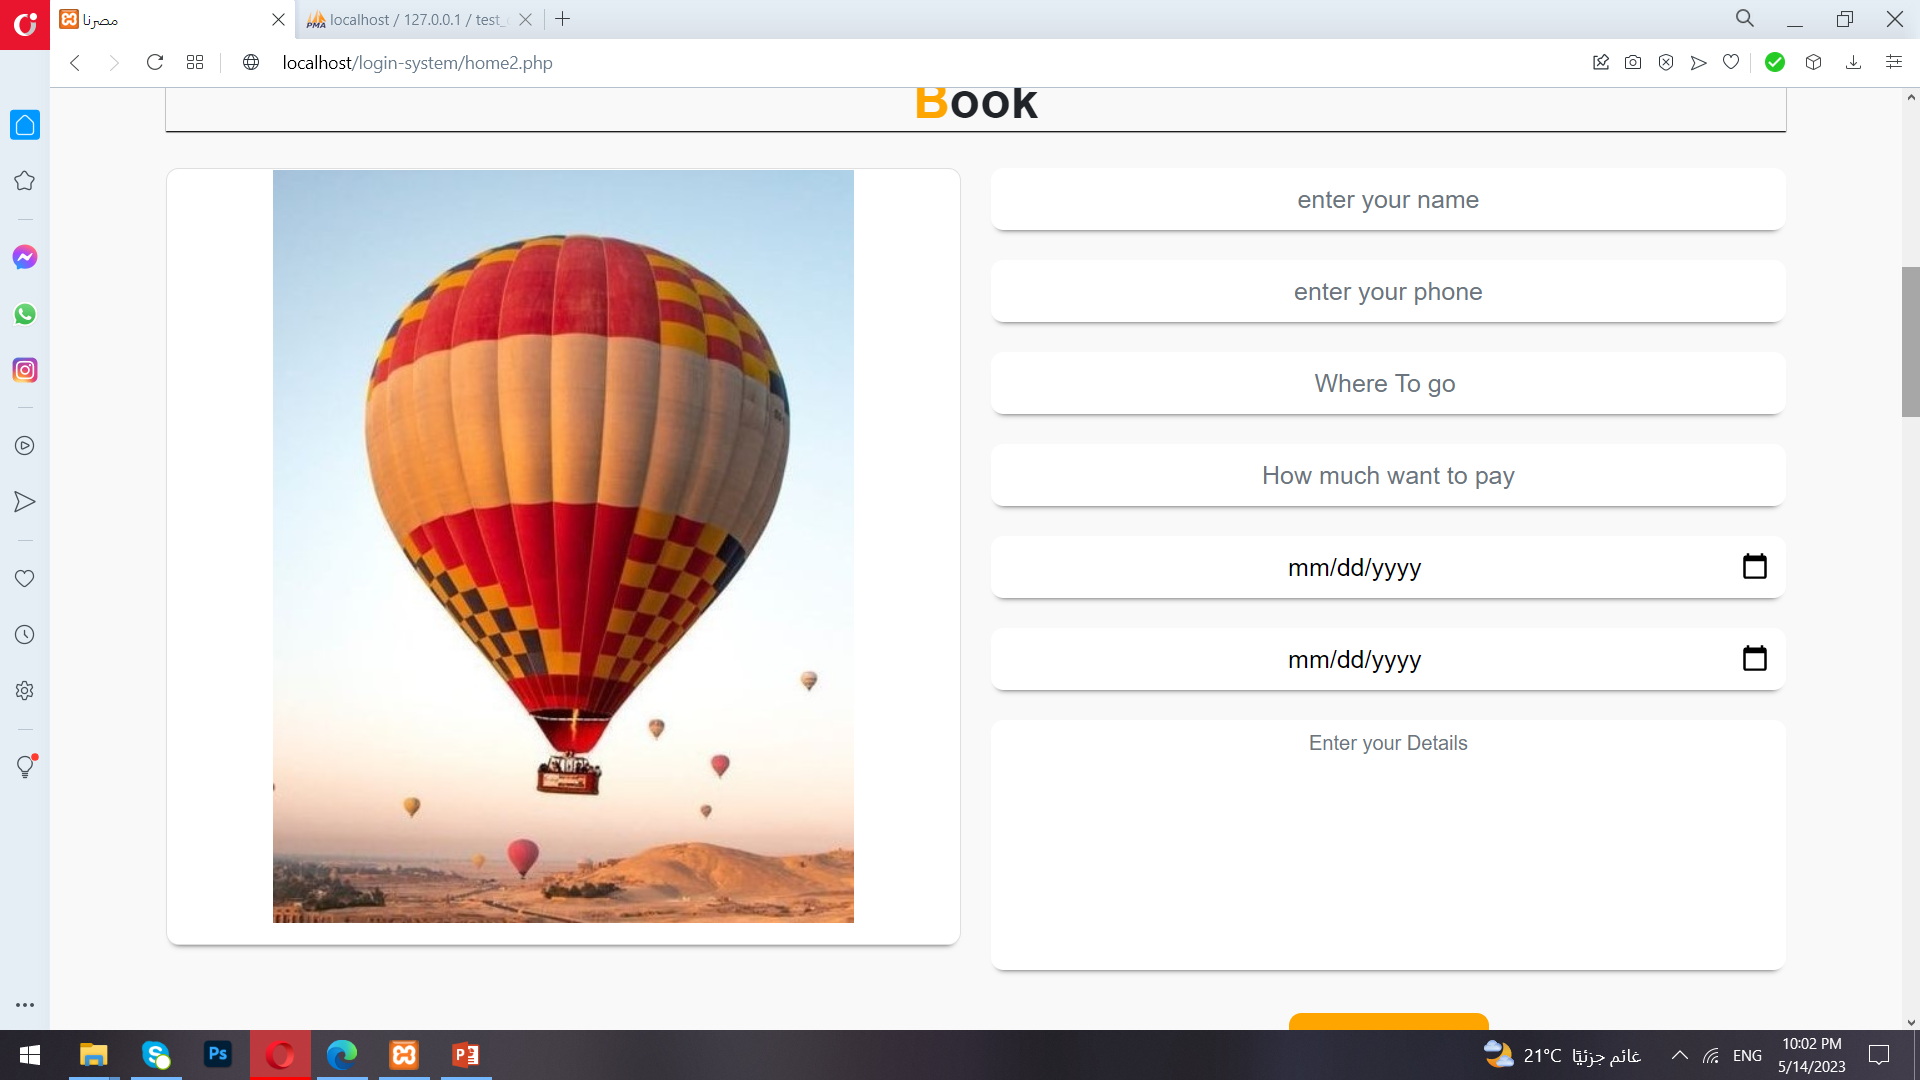 مصرنا
localhost / 127.0.0.1 / test_
localhost/login-system/home2.php
Book
enter your name
enter your phone
Where To go
How much want to pay
mm/dd/yyyy
mm/dd/yyyy
Enter your Details
Ps
21°C غائم جزئيًا
ENG
10:02 PM
5/14/2023